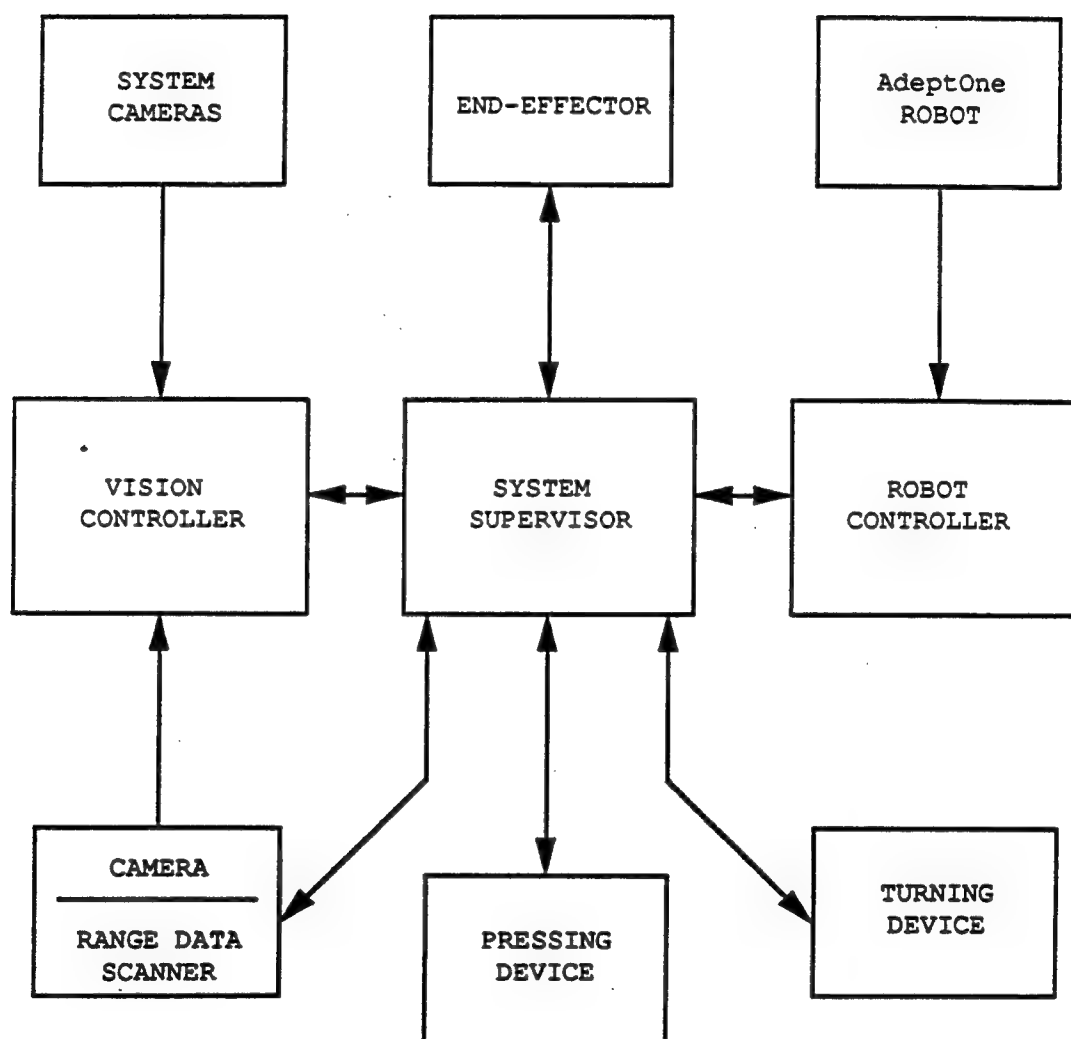 SYSTEM
CAMERAS
END-EFFECTOR
AdeptOne
ROBOT
VISION
CONTROLLER
SYSTEM
SUPERVISOR
ROBOT
CONTROLLER
CAMERA
RANGE DATA
SCANNER
PRESSING
DEVICE
TURNING
DEVICE